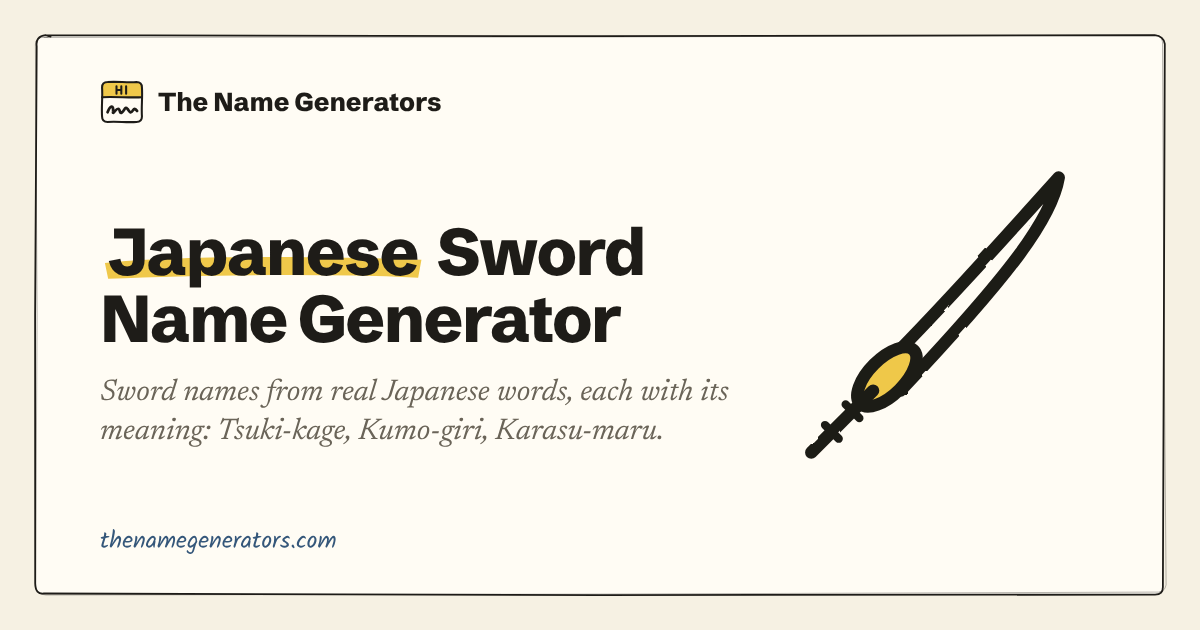 HI
The Name Generators
Japanese Sword
Name Generator
Sword names from real Japanese words, each with its
meaning: Tsuki-kage, Kumo-giri, Karasu-maru.
thenamegenerators.com